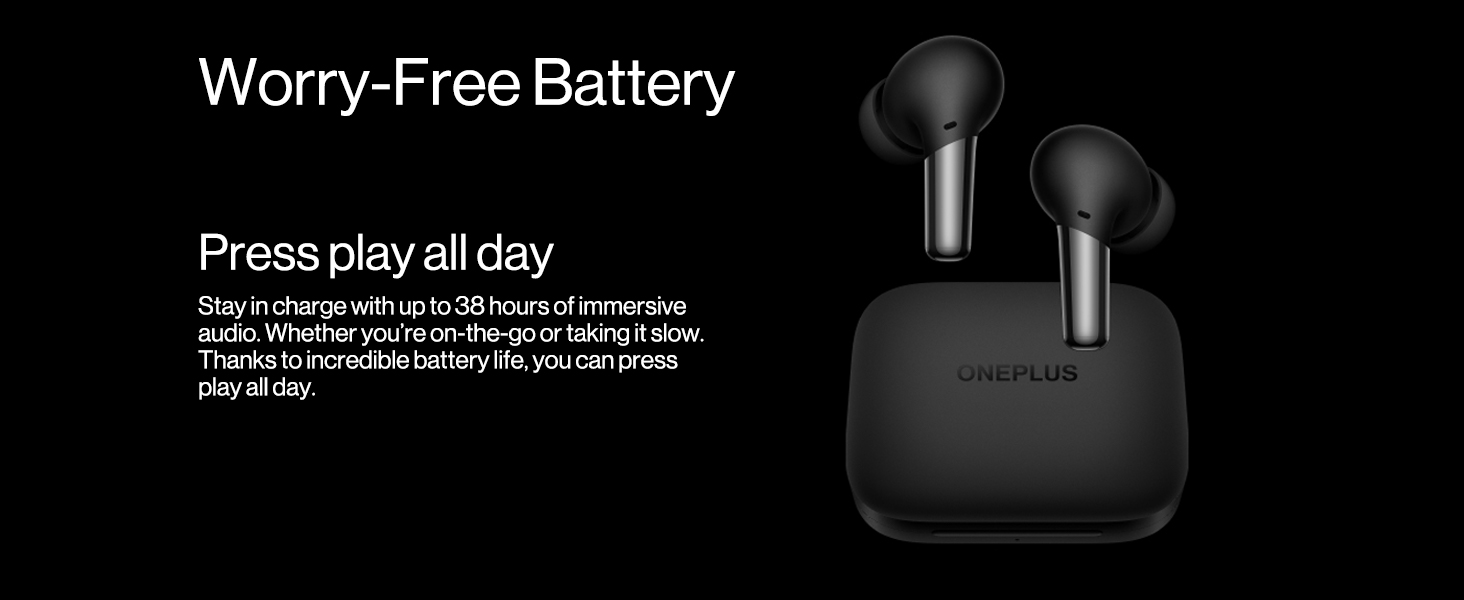 Worry-Free Battery
Press play all day
Stay in charge with up to 38 hours of immersive
audio. Whether you’re on-the-go or taking it slow.
Thanks to incredible battery life, you can press
play all day.
ONEPLUS